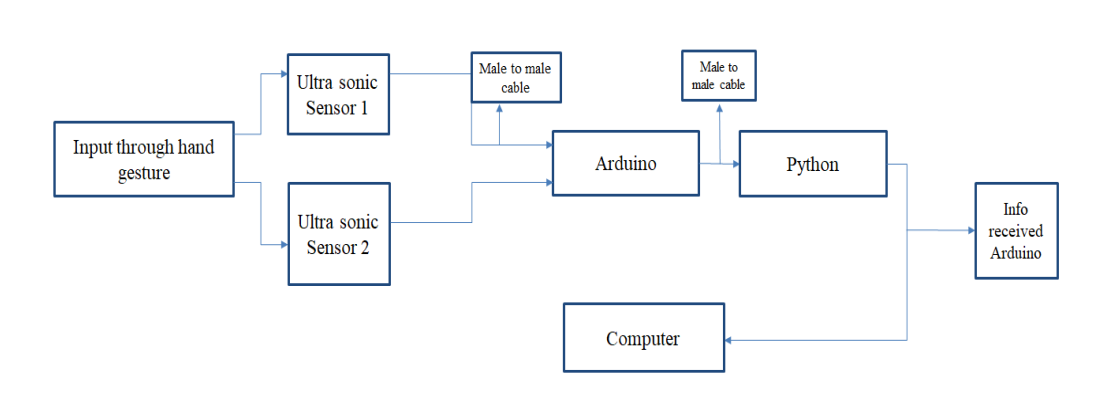 Input through hand
gesture
Ultra sonic
Sensor 1
Ultra sonic
Sensor 2
Male to male
cable
Arduino
Male to
male cable
Python
Info
received
Arduino
Computer